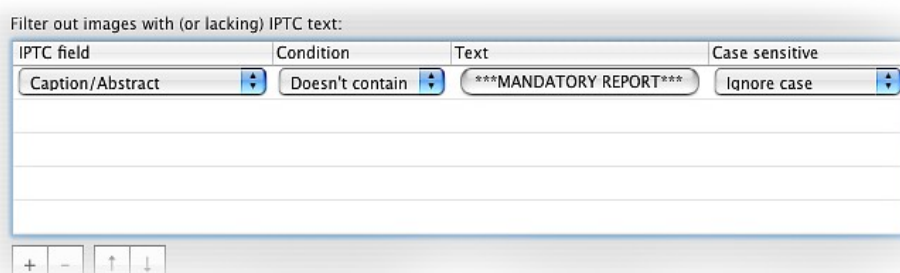 Filter out images with (or lacking) IPTC text:
IPTC field Condition Text Case sensitive
Caption/Abstract Doesn't contain ***MANDATORY REPORT*** Ignore case
+ - ↑ ↓